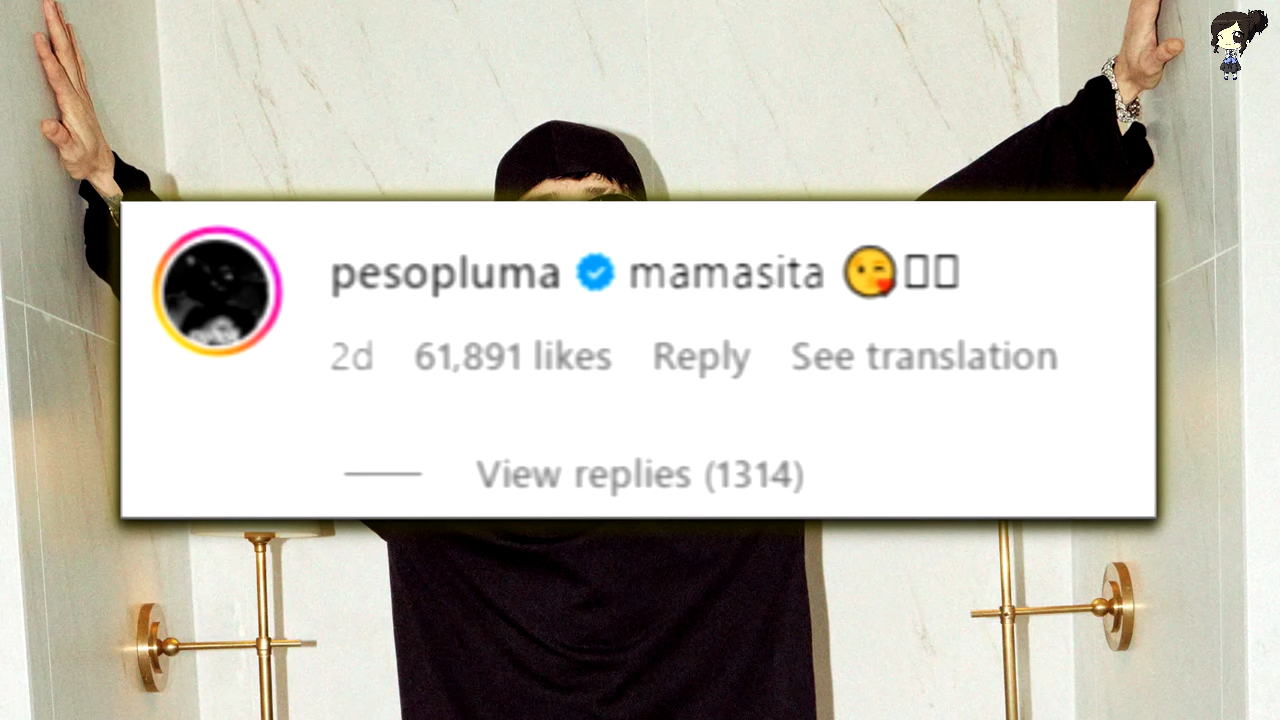 pesopluma mamasita 😘▯▯
2d 61,891 likes Reply See translation
View replies (1314)